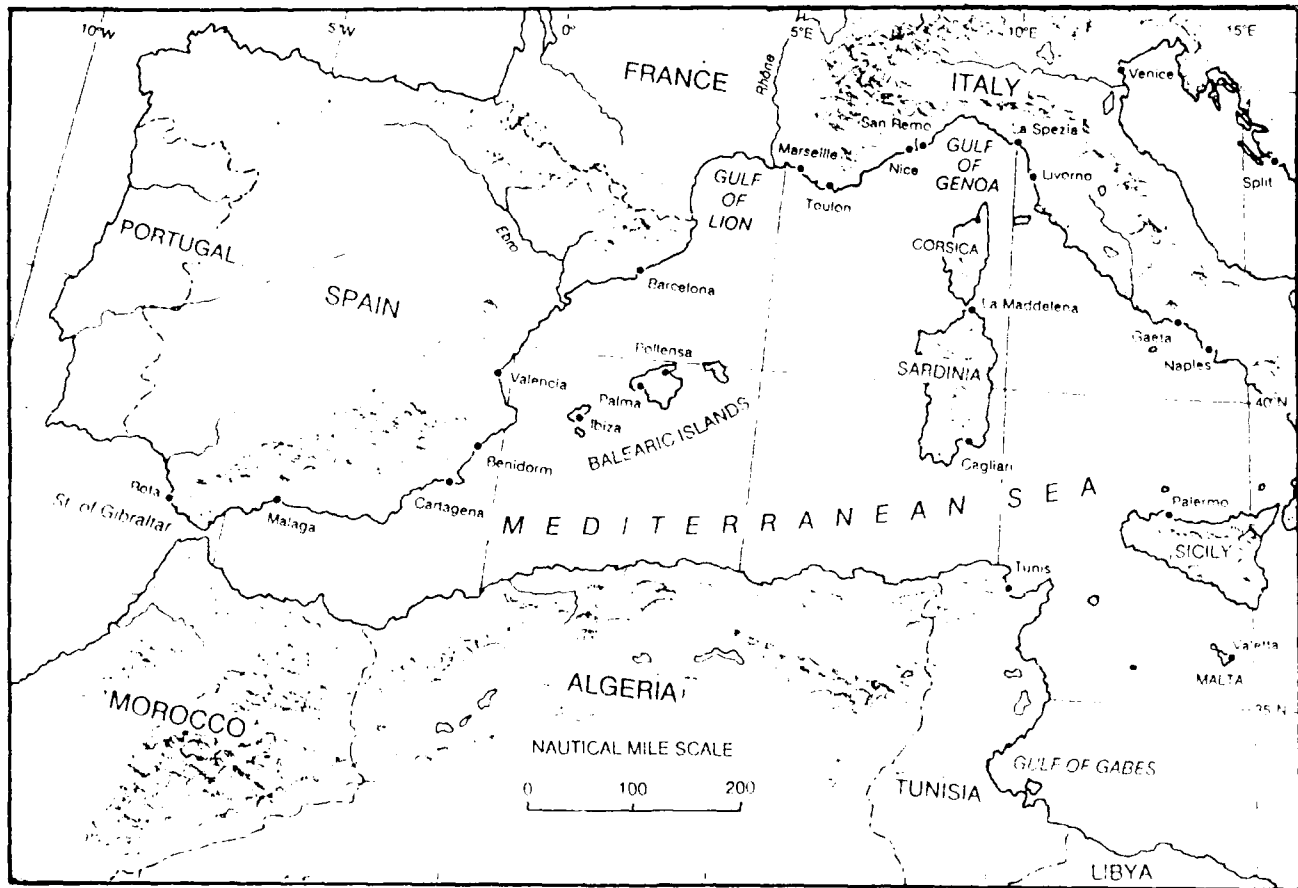 10°W
5°W
0°
5°E
10°E
15°E
FRANCE
Rhône
ITALY
Venice
San Remo
La Spezia
Marseille
Nice
GULF
OF
GENOA
GULF
OF
LION
Toulon
Livorno
Split
PORTUGAL
Ebro
CORSICA
SPAIN
Barcelona
La Maddelena
Gaeta
Naples
Pollensa
SARDINIA
Valencia
Palma
40°N
Ibiza
BALEARIC ISLANDS
Benidorm
Cagliari
Rota
Cartagena
St. of Gibraltar
Malaga
MEDITERRANEAN SEA
Palermo
SICILY
Tunis
Valetta
MALTA
ALGERIA
35°N
MOROCCO
NAUTICAL MILE SCALE
GULF OF GABES
0 100 200
TUNISIA
LIBYA